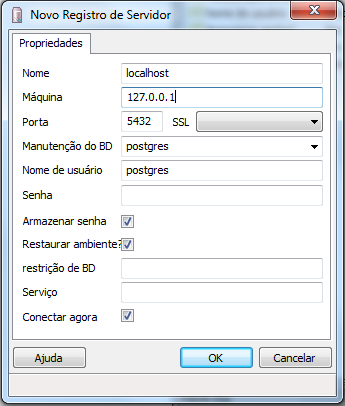 Novo Registro de Servidor
Propriedades
Nome localhost
Máquina 127.0.0.1
Porta 5432 SSL
Manutenção do BD postgres
Nome de usuário postgres
Senha
Armazenar senha
Restaurar ambiente?
restrição de BD
Serviço
Conectar agora
Ajuda OK Cancelar